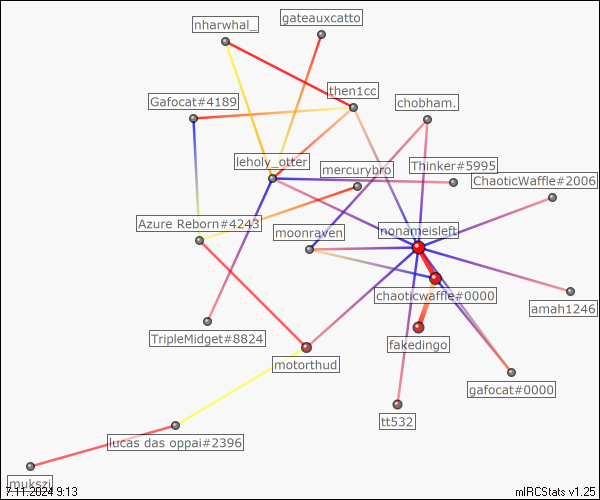 nharwhal_
gateauxcatto
then1cc
Gafocat#4189
chobham.
leholy_otter
mercurybro
Thinker#5995
ChaoticWaffle#2006
Azure Reborn#4243
moonraven
nonameisleft
chaoticwaffle#0000
amah1246
TripleMidget#8824
fakedingo
motorthud
gafocat#0000
tt532
lucas das oppai#2396
mukszi
7.11.2024 9:13
mIRCStats v1.25